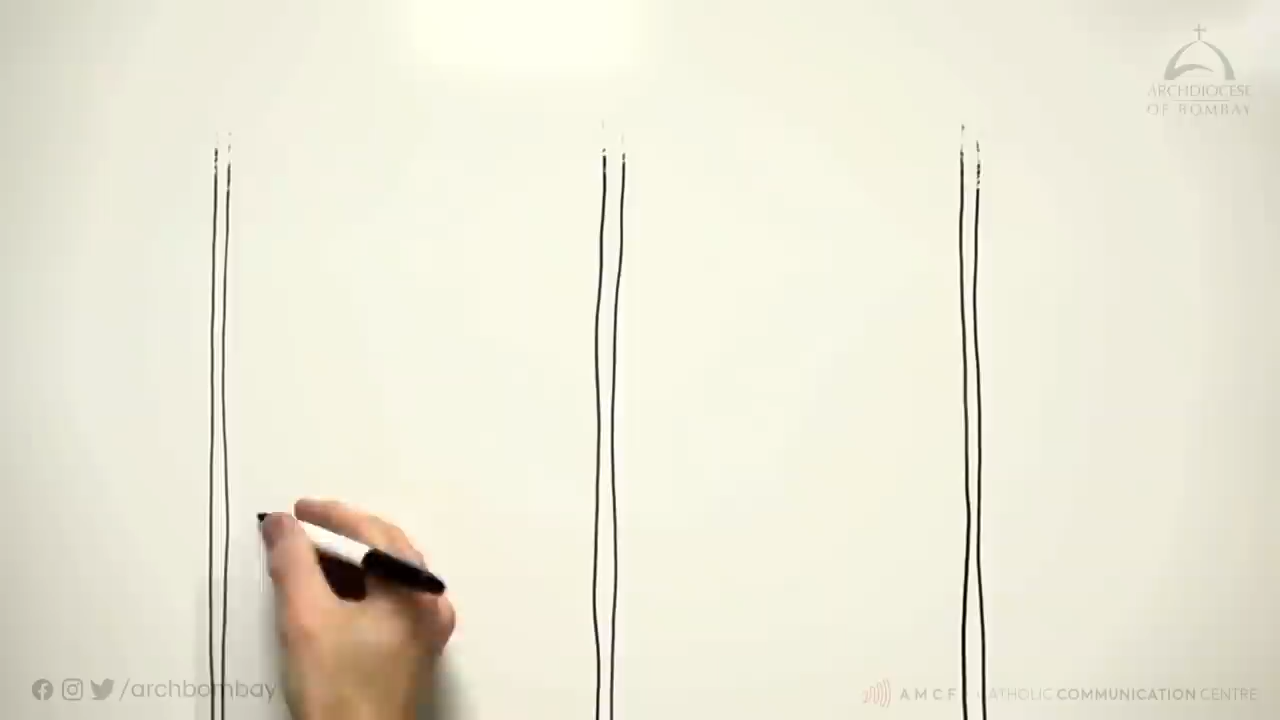 ARCHDIOCESE
OF BOMBAY
/archbombay
AMCF CATHOLIC COMMUNICATION CENTRE